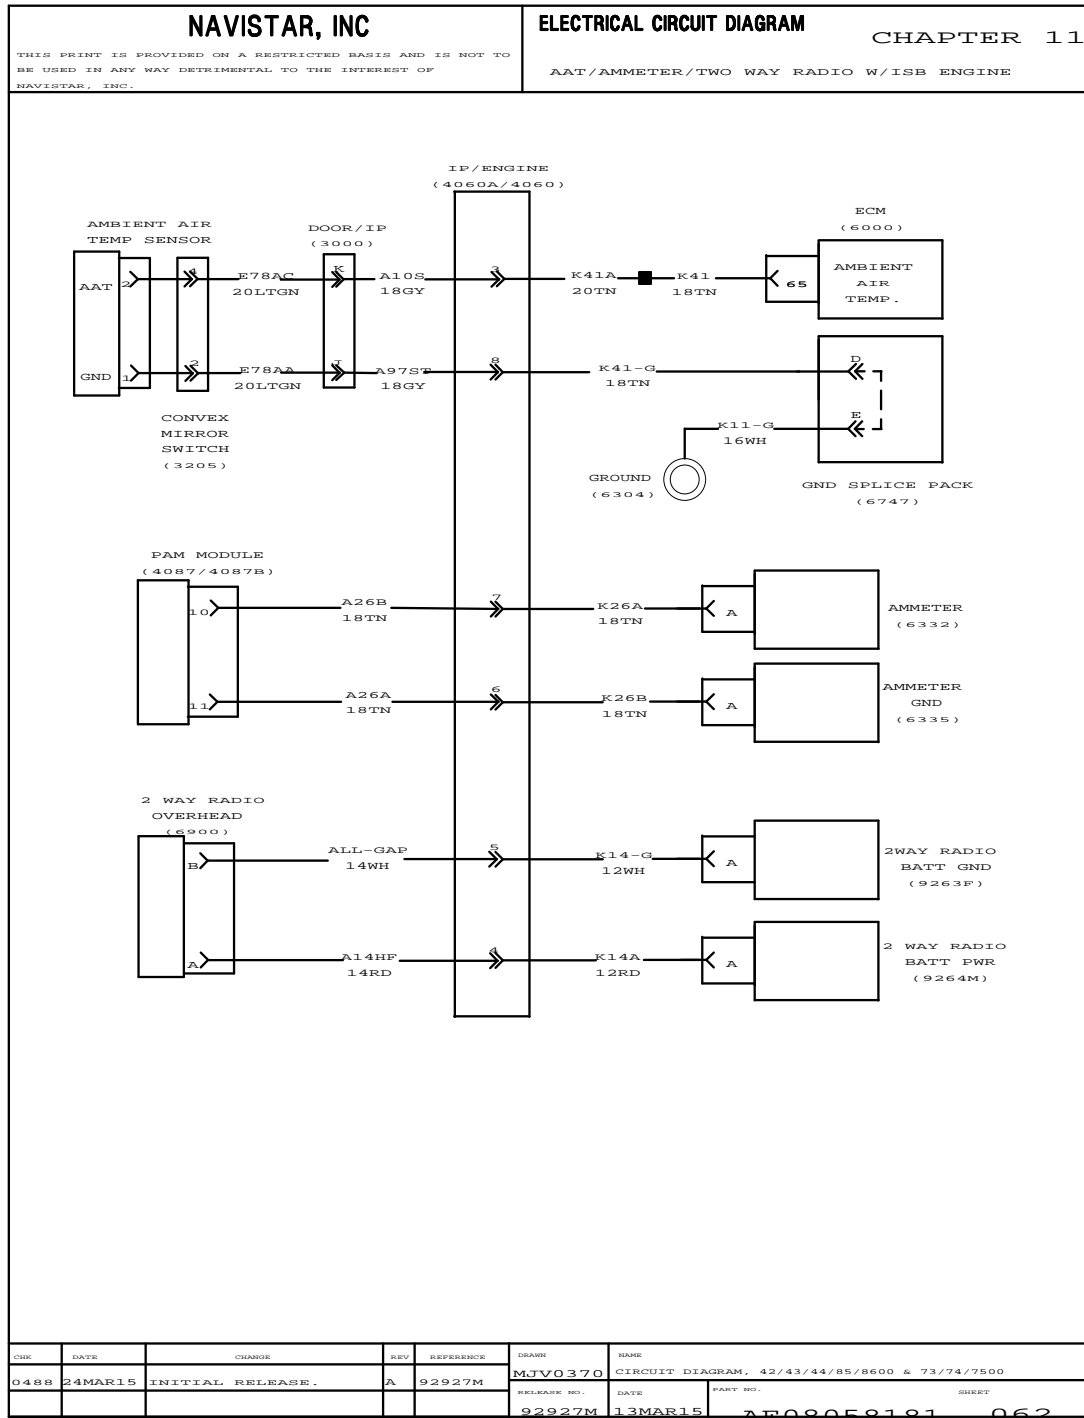 NAVISTAR, INC
THIS PRINT IS PROVIDED ON A RESTRICTED BASIS AND IS NOT TO
BE USED IN ANY WAY DETRIMENTAL TO THE INTEREST OF
NAVISTAR, INC.
ELECTRICAL CIRCUIT DIAGRAM
CHAPTER 11
AAT/AMMETER/TWO WAY RADIO W/ISB ENGINE
IP/ENGINE
(4060A/4060)
AMBIENT AIR
TEMP SENSOR
DOOR/IP
(3000)
ECM
(6000)
AAT
2
4
E78AC
20LTGN
K
A10S
18GY
3
K41A
20TN
K41
18TN
65
AMBIENT
AIR
TEMP.
GND
1
2
E78AA
20LTGN
J
A97ST
18GY
8
K41-G
18TN
D
E
K11-G
16WH
CONVEX
MIRROR
SWITCH
(3205)
GROUND
(6304)
GND SPLICE PACK
(6747)
PAM MODULE
(4087/4087B)
10
A26B
18TN
7
K26A
18TN
A
AMMETER
(6332)
11
A26A
18TN
6
K26B
18TN
A
AMMETER
GND
(6335)
2 WAY RADIO
OVERHEAD
(6900)
B
ALL-GAP
14WH
5
K14-G
12WH
A
2WAY RADIO
BATT GND
(9263F)
A
A14HF
14RD
4
K14A
12RD
A
2 WAY RADIO
BATT PWR
(9264M)
CHK DATE CHANGE REV REFERENCE
0488 24MAR15 INITIAL RELEASE. A 92927M
DRAWN
MJV0370
NAME
CIRCUIT DIAGRAM, 42/43/44/85/8600 & 73/74/7500
RELEASE NO.
92927M
DATE
13MAR15
PART NO.
AE08058181
SHEET
062